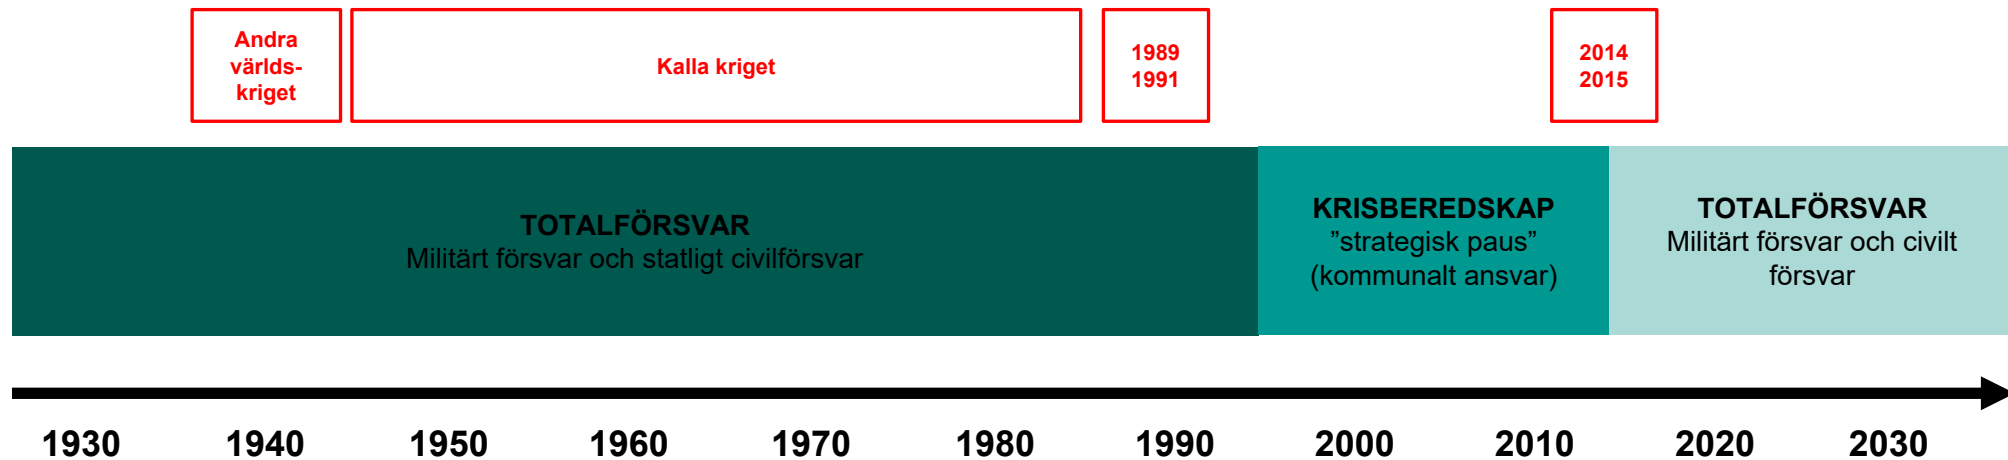 Andra
världs-
kriget
Kalla kriget
1989
1991
2014
2015
TOTALFÖRSVAR
Militärt försvar och statligt civilförsvar
KRISBEREDSKAP
”strategisk paus”
(kommunalt ansvar)
TOTALFÖRSVAR
Militärt försvar och civilt
försvar
1930 1940 1950 1960 1970 1980 1990 2000 2010 2020 2030